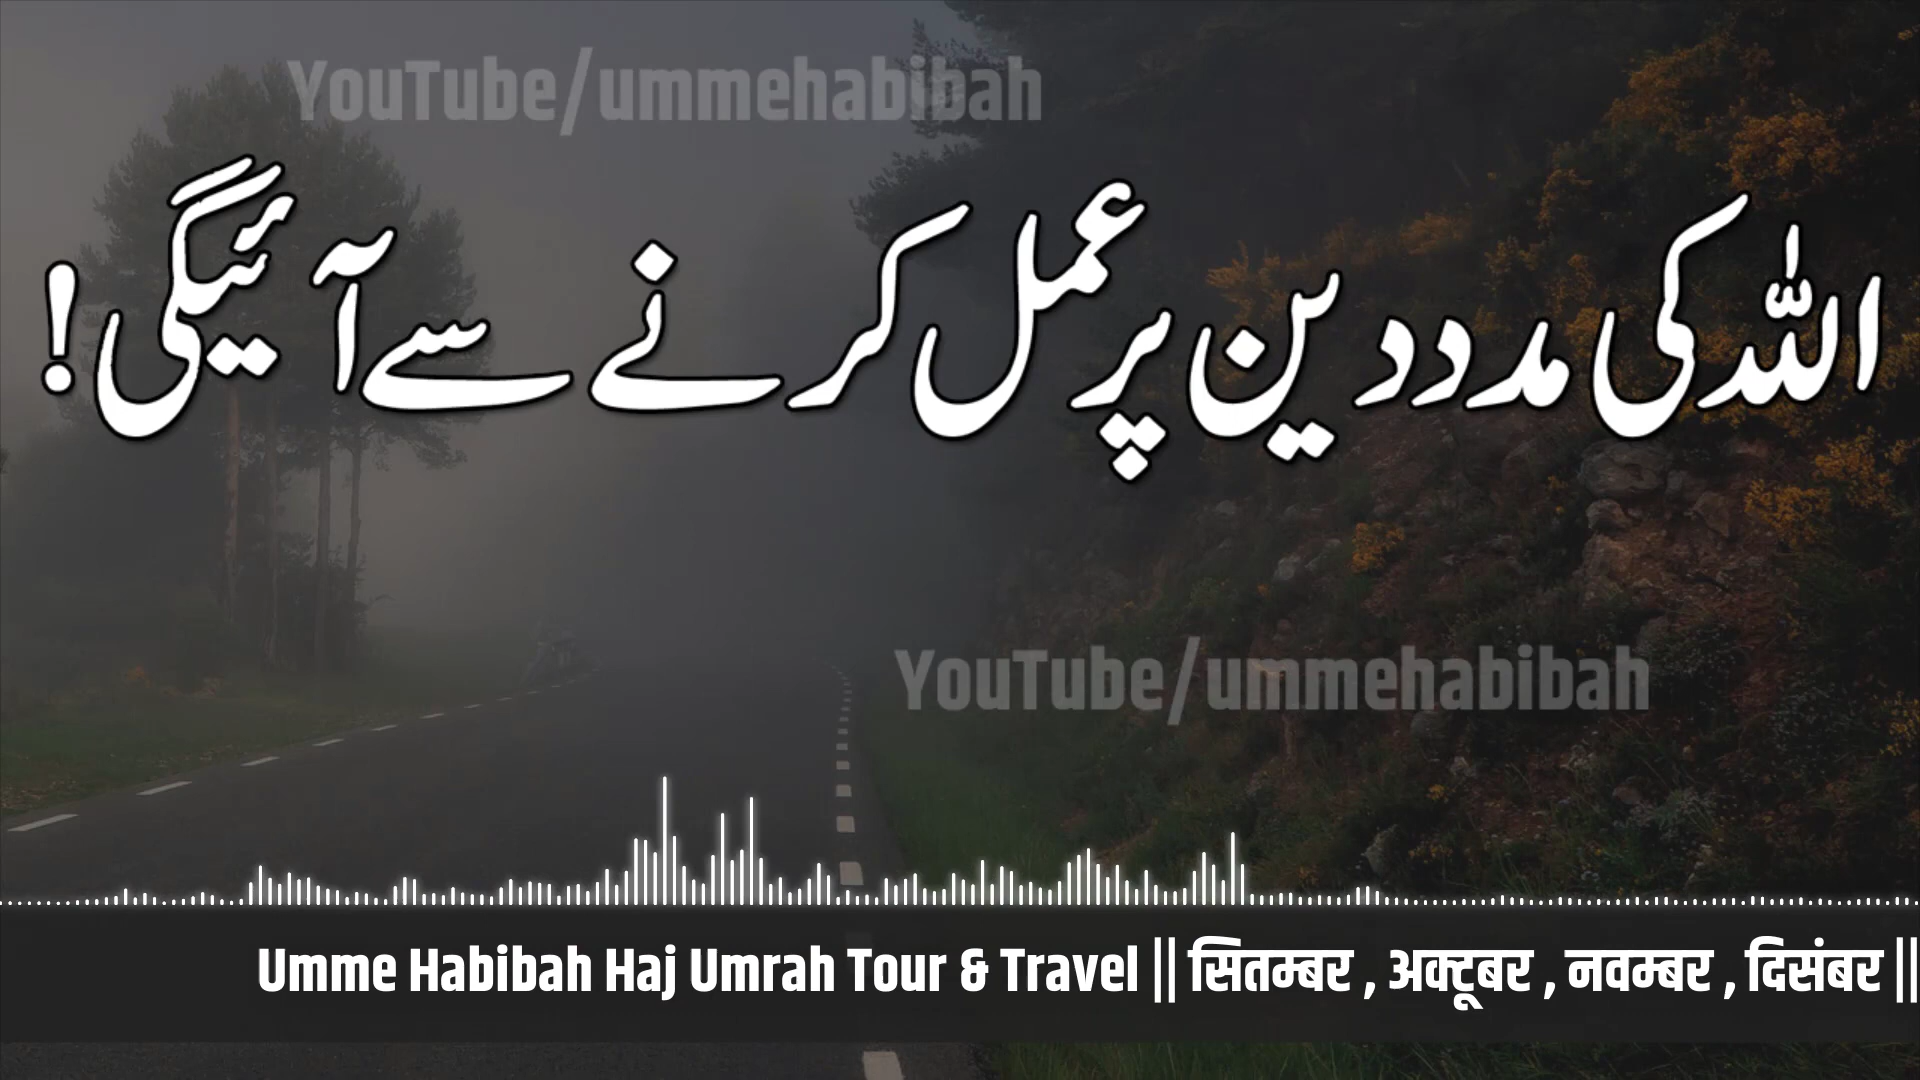 YouTube/ummehabibah
اللہ کی مدد دین پر عمل کرنے سے آئیگی!
YouTube/ummehabibah
Umme Habibah Haj Umrah Tour & Travel || सितम्बर , अक्टूबर , नवम्बर , दिसंबर ||